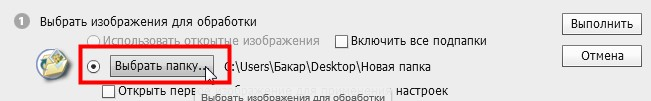 1 Выбрать изображения для обработки
Выполнить
Использовать открытые изображения Включить все подпапки
Отмена
Выбрать папку... C:\Users\Бакар\Desktop\Новая папка
Открыть настроек
Выбрать изображения для обработки